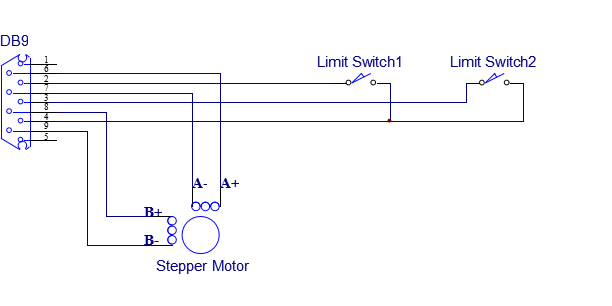 DB9
Limit Switch1
Limit Switch2
1
6
2
7
3
8
4
9
5
A-
A+
B+
B-
Stepper Motor